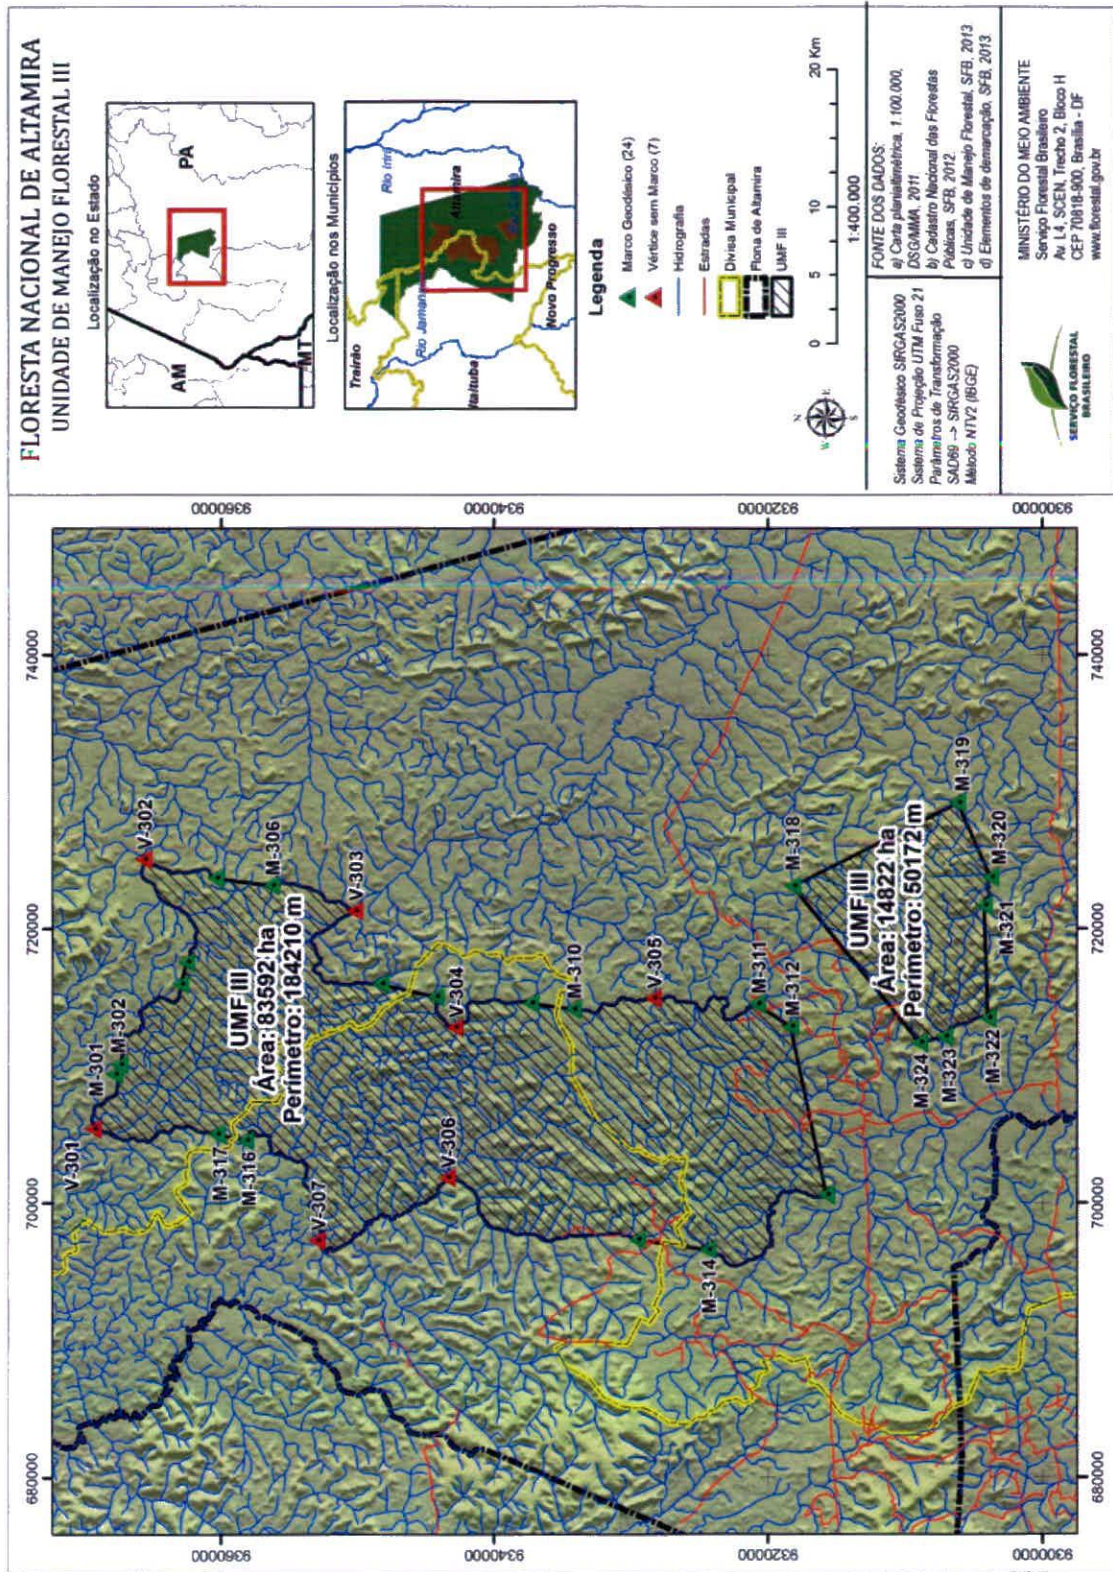 FLORESTA NACIONAL DE ALTAMIRA
UNIDADE DE MANEJO FLORESTAL III
Localização no Estado
AM
PA
MT
Localização nos Municípios
Trairão
Rio Iriri
Altamira
Itaituba
Novo Progresso
Legenda
Marco Geodésico (24)
Vértice sem Marco (7)
Hidrografia
Estradas
Divisa Municipal
Flona de Altamira
UMF III
1:400.000
0 5 10 20 Km
N
E
S
W
Sistema Geodésico SIRGAS2000
Sistema de Projeção UTM Fuso 21
Parâmetros de Transformação
SAD69 --> SIRGAS2000
Método NTV2 (IBGE)
FONTE DOS DADOS:
a) Carta planialtimétrica, 1:100.000,
DSG/MMA, 2011.
b) Cadastro Nacional das Florestas
Públicas, SFB, 2012.
c) Unidade de Manejo Florestal, SFB, 2013
d) Elementos de demarcação, SFB, 2013
SERVIÇO FLORESTAL
BRASILEIRO
MINISTÉRIO DO MEIO AMBIENTE
Serviço Florestal Brasileiro
Av. L4, SCEN, Trecho 2, Bloco H
CEP 70818-900, Brasília - DF
www.florestal.gov.br
680000
700000
720000
740000
9360000
9340000
9320000
9300000
V-301
M-301
M-302
V-302
M-306
V-303
M-317
M-316
V-307
V-306
V-304
M-310
V-305
M-311
M-312
M-314
UMF III
Área: 83592 ha
Perímetro: 184210 m
M-318
M-319
M-320
M-321
M-322
M-323
M-324
UMF III
Área: 14822 ha
Perímetro: 50172 m
680000
700000
720000
740000
9360000
9340000
9320000
9300000